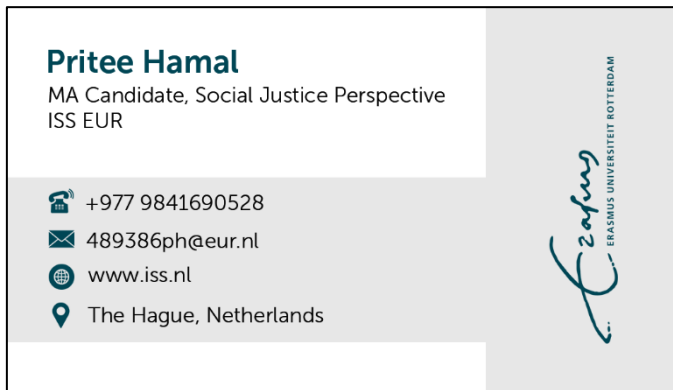 Pritee Hamal
MA Candidate, Social Justice Perspective
ISS EUR
+977 9841690528
489386ph@eur.nl
www.iss.nl
The Hague, Netherlands
Erasmus
ERASMUS UNIVERSITEIT ROTTERDAM